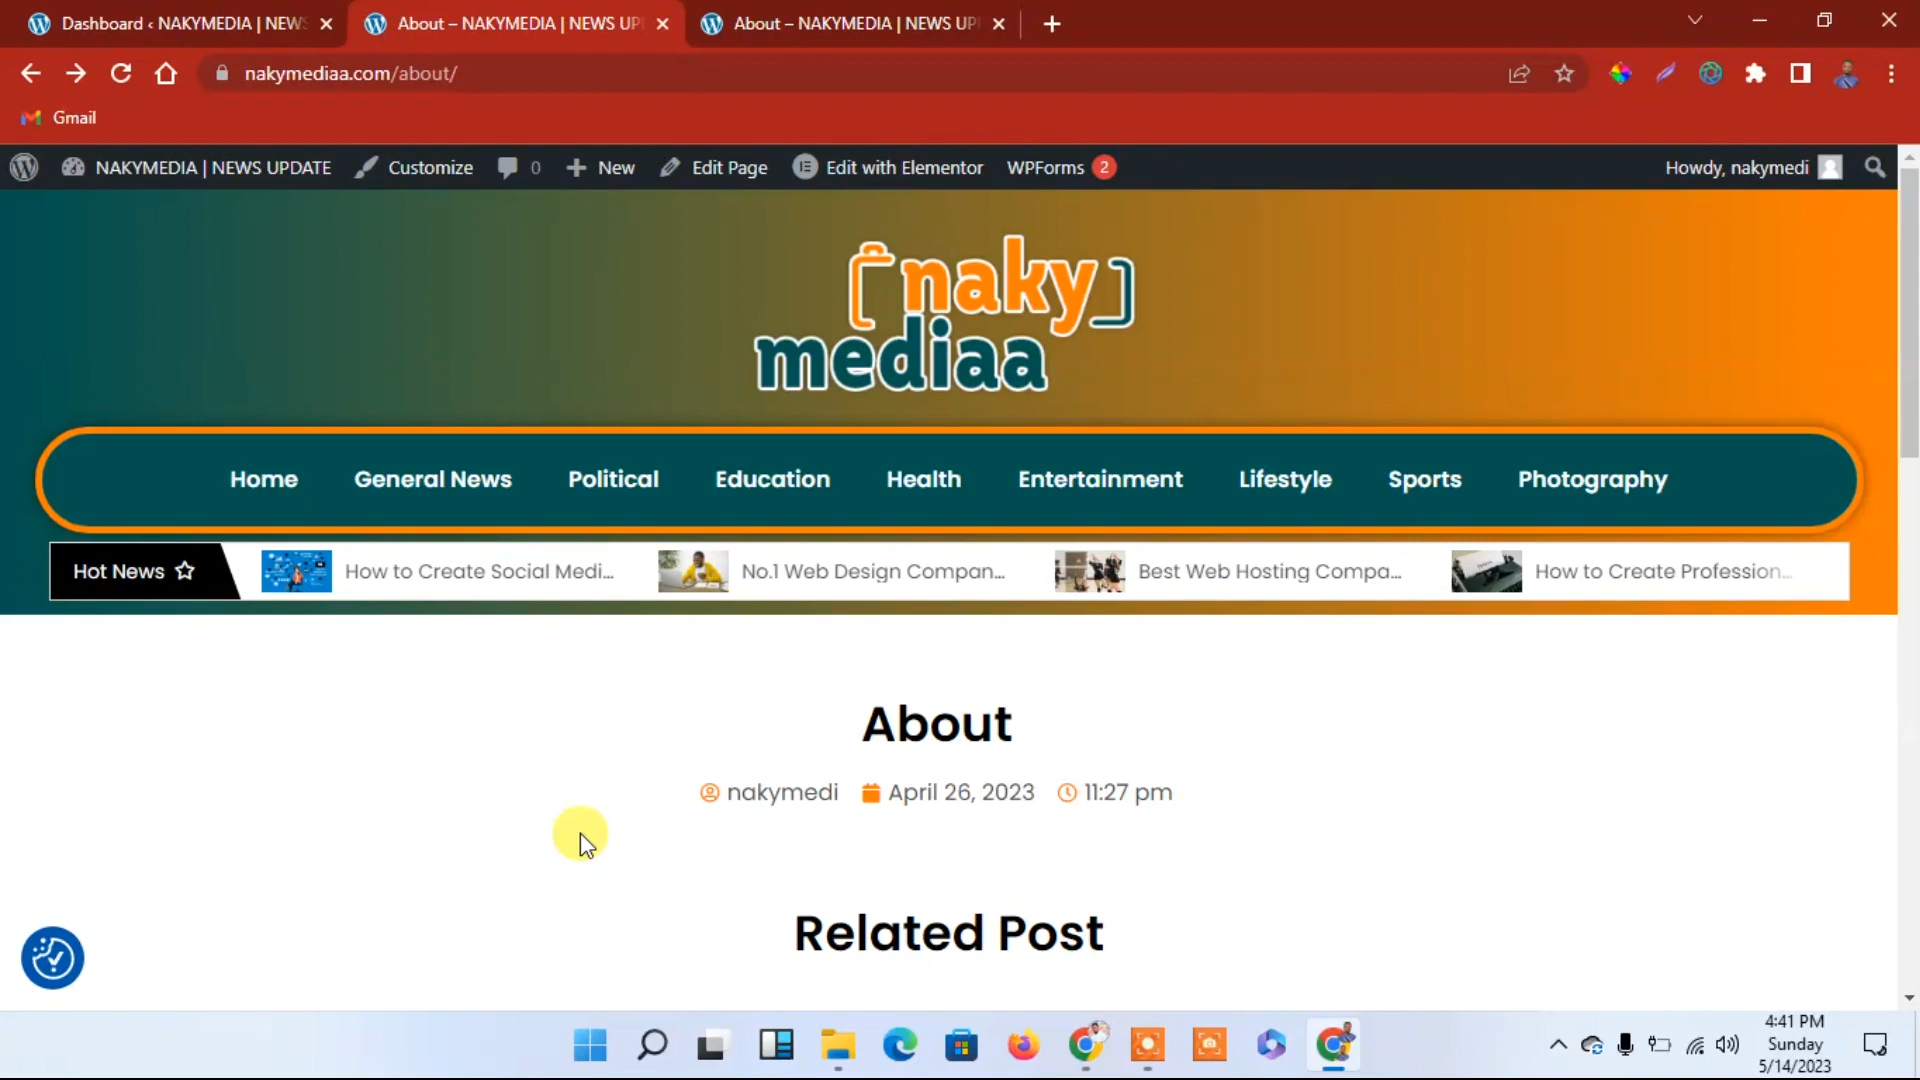 Dashboard ‹ NAKYMEDIA | NEWS
About – NAKYMEDIA | NEWS UP
About – NAKYMEDIA | NEWS UP
nakymediaa.com/about/
Gmail
NAKYMEDIA | NEWS UPDATE
Customize
0
New
Edit Page
Edit with Elementor
WPForms 2
Howdy, nakymedi
naky
mediaa
Home
General News
Political
Education
Health
Entertainment
Lifestyle
Sports
Photography
Hot News
How to Create Social Medi...
No.1 Web Design Compan...
Best Web Hosting Compa...
How to Create Profession...
About
nakymedi
April 26, 2023
11:27 pm
Related Post
4:41 PM
Sunday
5/14/2023